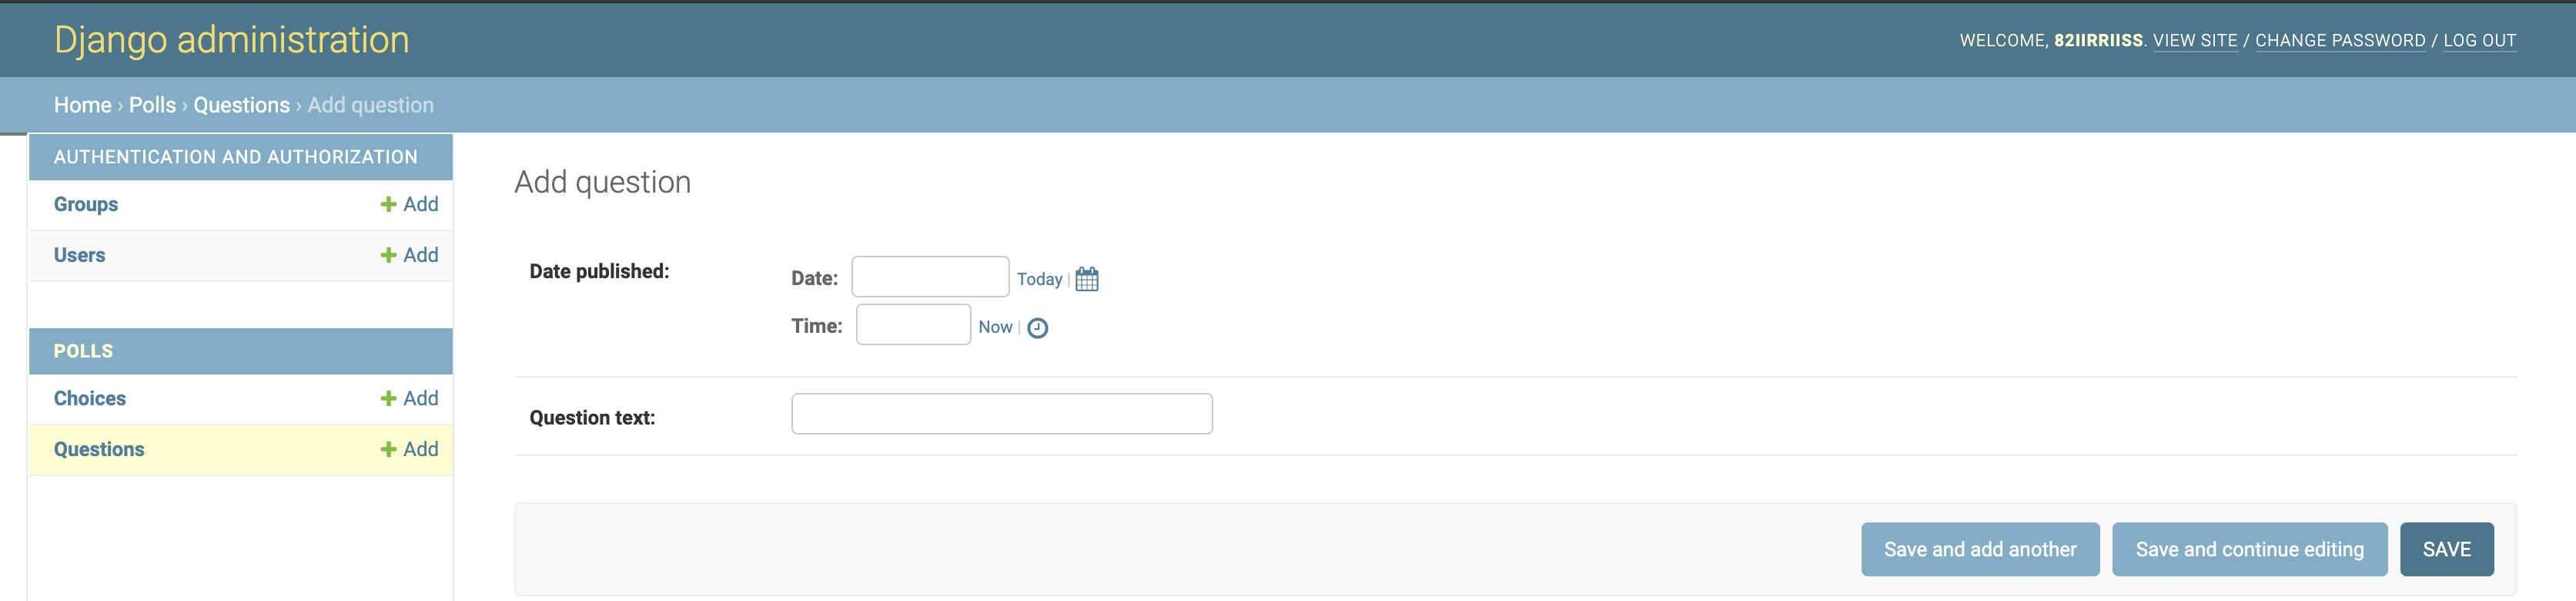 Django administration
WELCOME, 82IIRRIISS. VIEW SITE / CHANGE PASSWORD / LOG OUT
Home › Polls › Questions › Add question
AUTHENTICATION AND AUTHORIZATION
Groups + Add
Users + Add
POLLS
Choices + Add
Questions + Add
Add question
Date published:
Date: Today |
Time: Now |
Question text:
Save and add another
Save and continue editing
SAVE